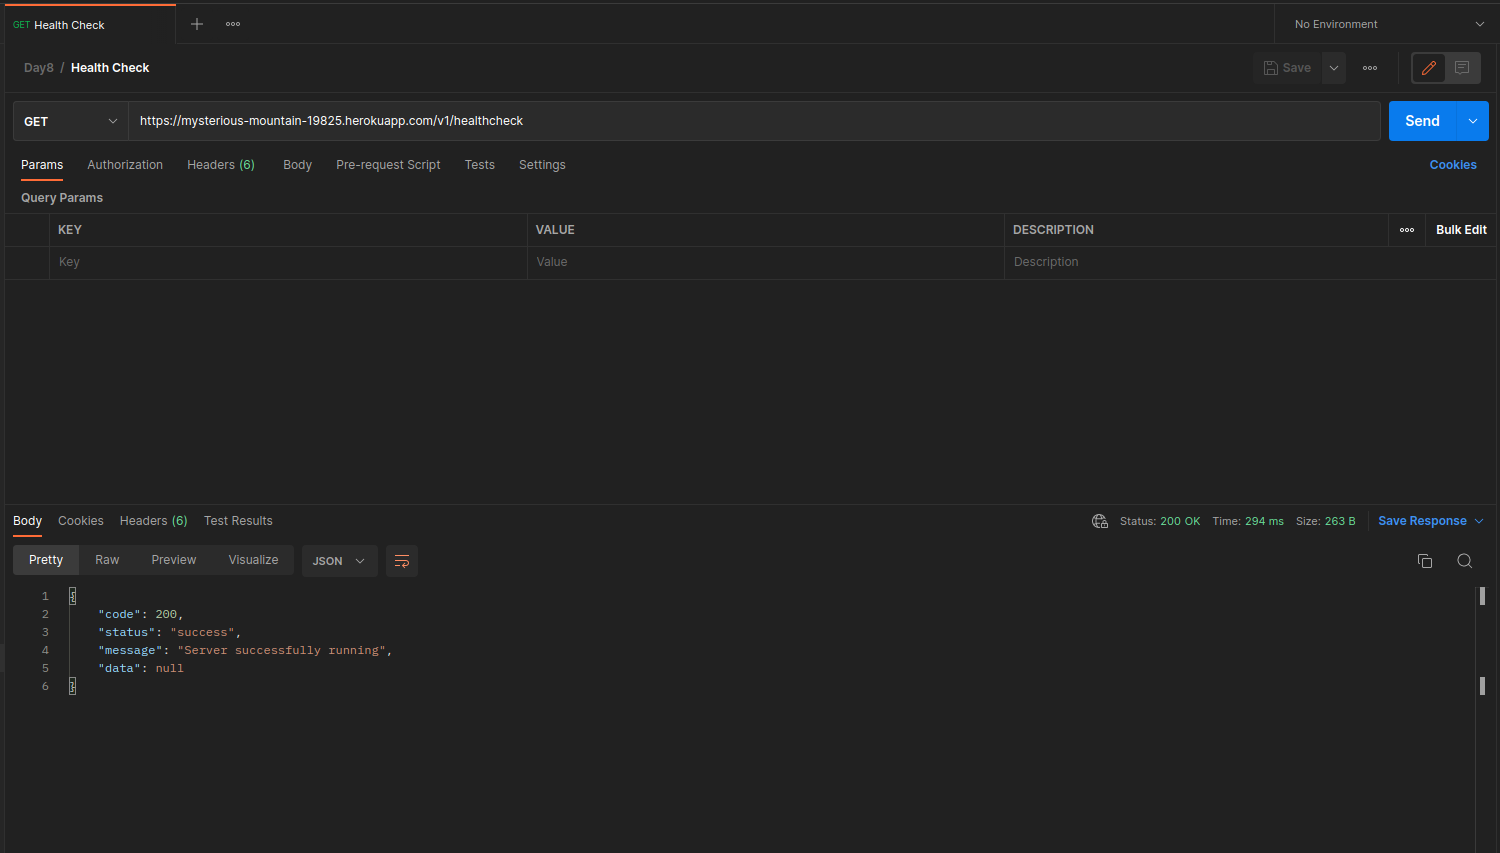 GET Health Check
No Environment
Day8 / Health Check
Save
GET
https://mysterious-mountain-19825.herokuapp.com/v1/healthcheck
Send
Params Authorization Headers (6) Body Pre-request Script Tests Settings Cookies
Query Params
KEY VALUE DESCRIPTION Bulk Edit
Key Value Description
Body Cookies Headers (6) Test Results Status: 200 OK Time: 294 ms Size: 263 B Save Response
Pretty Raw Preview Visualize JSON
1 {
2 "code": 200,
3 "status": "success",
4 "message": "Server successfully running",
5 "data": null
6 }